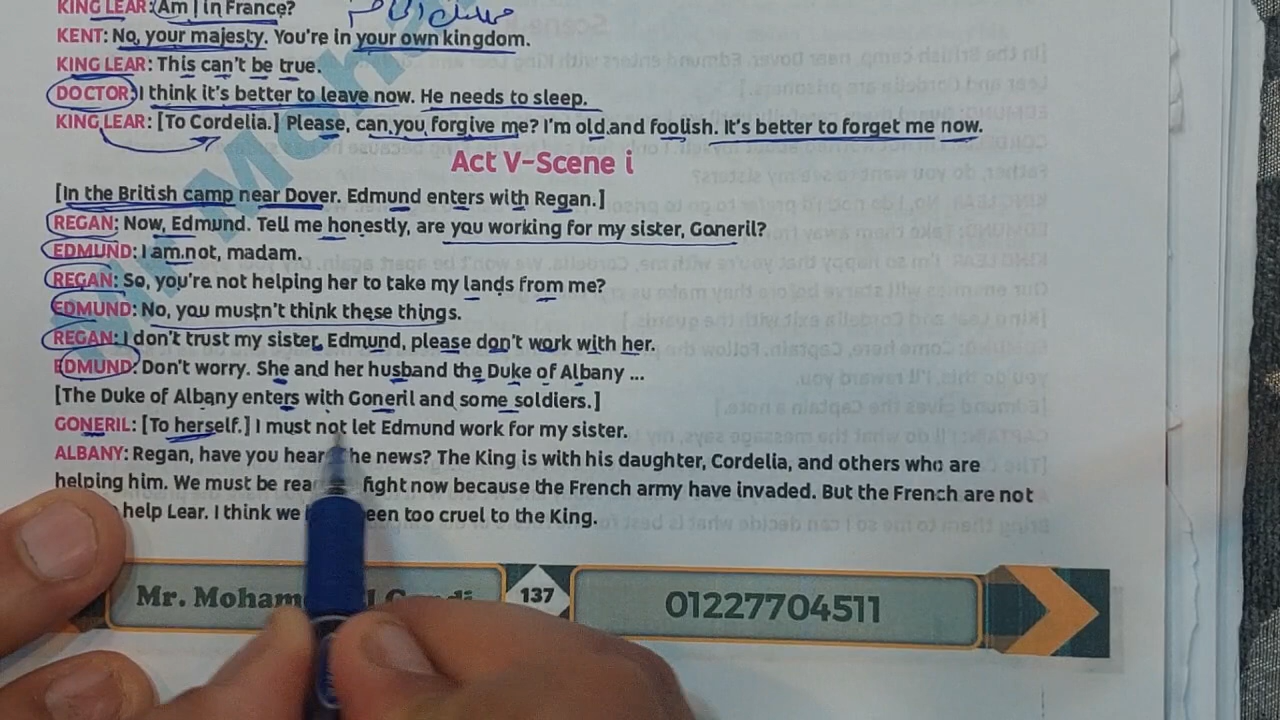 KING LEAR: Am I in France?
KENT: No, your majesty. You're in your own kingdom.
KING LEAR: This can't be true.
DOCTOR: I think it's better to leave now. He needs to sleep.
KING LEAR: [To Cordelia.] Please, can you forgive me? I'm old and foolish. It's better to forget me now.
Act V-Scene i
[In the British camp near Dover. Edmund enters with Regan.]
REGAN: Now, Edmund. Tell me honestly, are you working for my sister, Goneril?
EDMUND: I am not, madam.
REGAN: So, you're not helping her to take my lands from me?
EDMUND: No, you mustn't think these things.
REGAN: I don't trust my sister, Edmund, please don't work with her.
EDMUND: Don't worry. She and her husband the Duke of Albany ...
[The Duke of Albany enters with Goneril and some soldiers.]
GONERIL: [To herself.] I must not let Edmund work for my sister.
ALBANY: Regan, have you hear he news? The King is with his daughter, Cordelia, and others who are
helping him. We must be rea fight now because the French army have invaded. But the French are not
help Lear. I think we een too cruel to the King.
Mr. Moham
137
01227704511